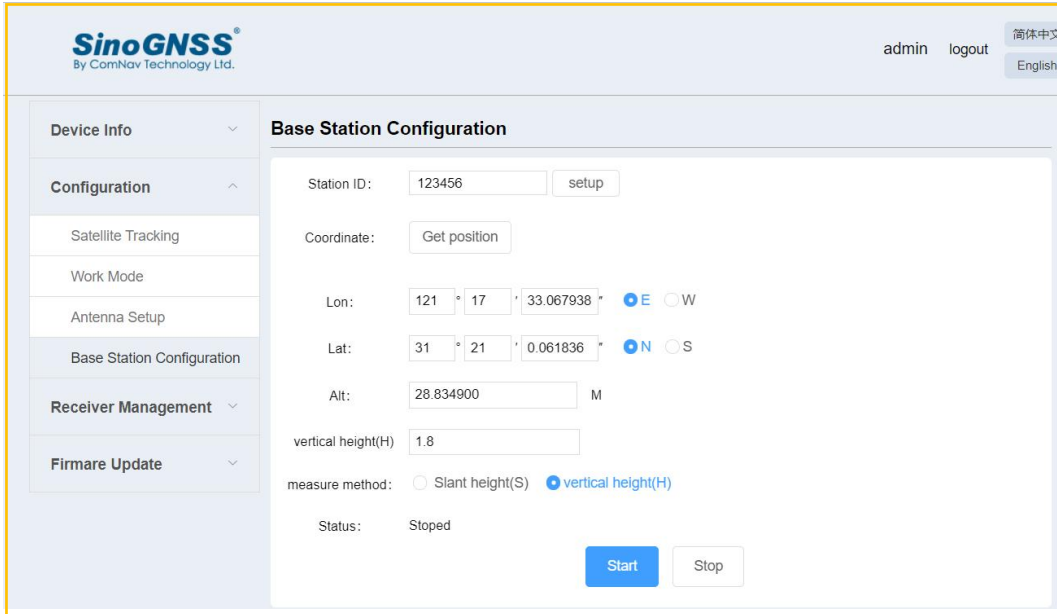 SinoGNSS®
By ComNav Technology Ltd.
admin logout
简体中文
English
Device Info
Configuration
Satellite Tracking
Work Mode
Antenna Setup
Base Station Configuration
Receiver Management
Firmare Update
Base Station Configuration
Station ID: 123456 setup
Coordinate: Get position
Lon: 121 ° 17 ′ 33.067938 ″ E W
Lat: 31 ° 21 ′ 0.061836 ″ N S
Alt: 28.834900 M
vertical height(H) 1.8
measure method: Slant height(S) vertical height(H)
Status: Stoped
Start Stop